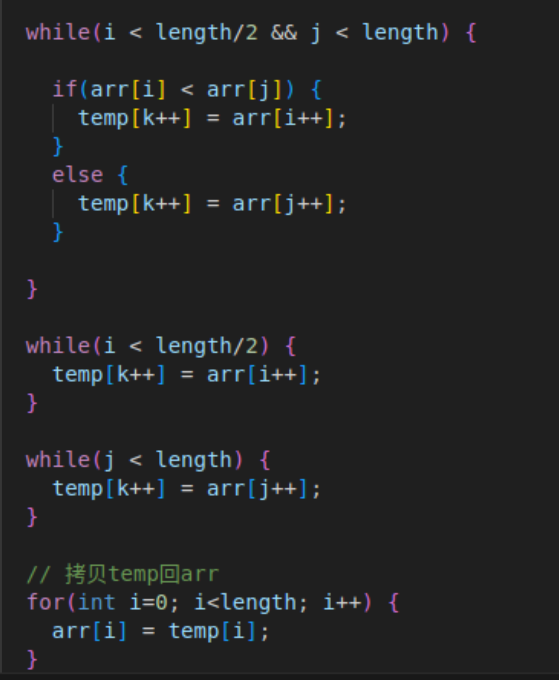 while(i < length/2 && j < length) {
if(arr[i] < arr[j]) {
temp[k++] = arr[i++];
}
else {
temp[k++] = arr[j++];
}
}
while(i < length/2) {
temp[k++] = arr[i++];
}
while(j < length) {
temp[k++] = arr[j++];
}
// 拷贝temp回arr
for(int i=0; i<length; i++) {
arr[i] = temp[i];
}